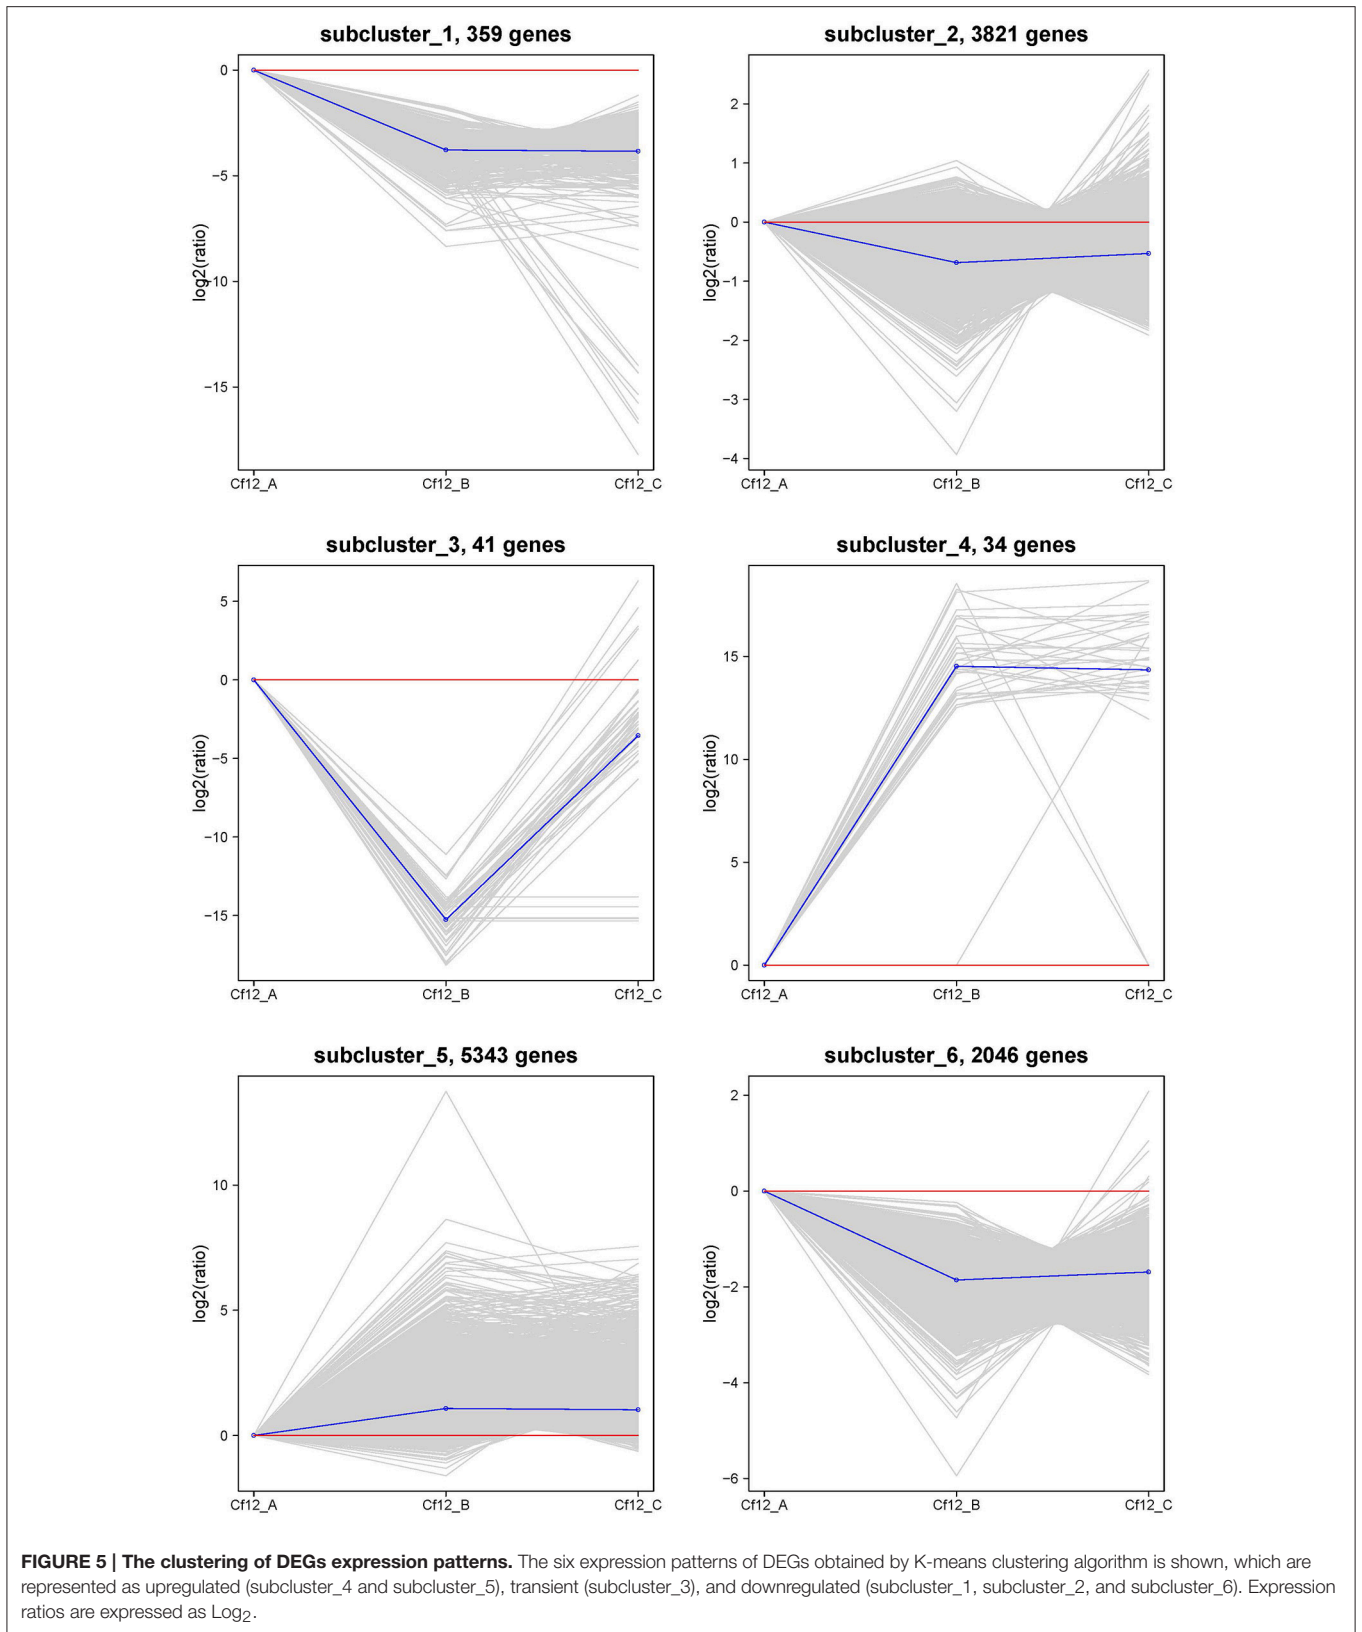 subcluster_1, 359 genes
0
−5
−10
−15
log2(ratio)
Cf12_A
Cf12_B
Cf12_C
subcluster_2, 3821 genes
2
1
0
−1
−2
−3
−4
log2(ratio)
Cf12_A
Cf12_B
Cf12_C
subcluster_3, 41 genes
5
0
−5
−10
−15
log2(ratio)
Cf12_A
Cf12_B
Cf12_C
subcluster_4, 34 genes
15
10
5
0
log2(ratio)
Cf12_A
Cf12_B
Cf12_C
subcluster_5, 5343 genes
10
5
0
log2(ratio)
Cf12_A
Cf12_B
Cf12_C
subcluster_6, 2046 genes
2
0
−2
−4
−6
log2(ratio)
Cf12_A
Cf12_B
Cf12_C
FIGURE 5 | The clustering of DEGs expression patterns. The six expression patterns of DEGs obtained by K-means clustering algorithm is shown, which are
represented as upregulated (subcluster_4 and subcluster_5), transient (subcluster_3), and downregulated (subcluster_1, subcluster_2, and subcluster_6). Expression
ratios are expressed as Log2.